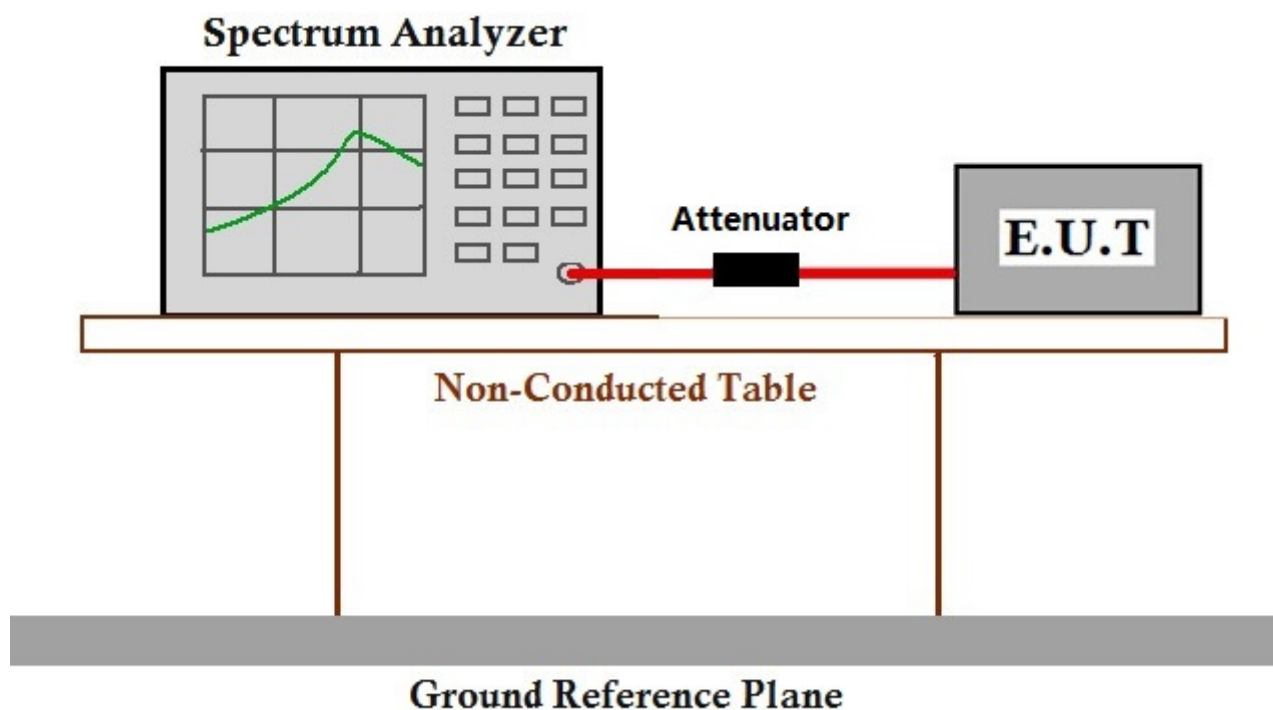 Spectrum Analyzer
Attenuator
E.U.T
Non-Conducted Table
Ground Reference Plane